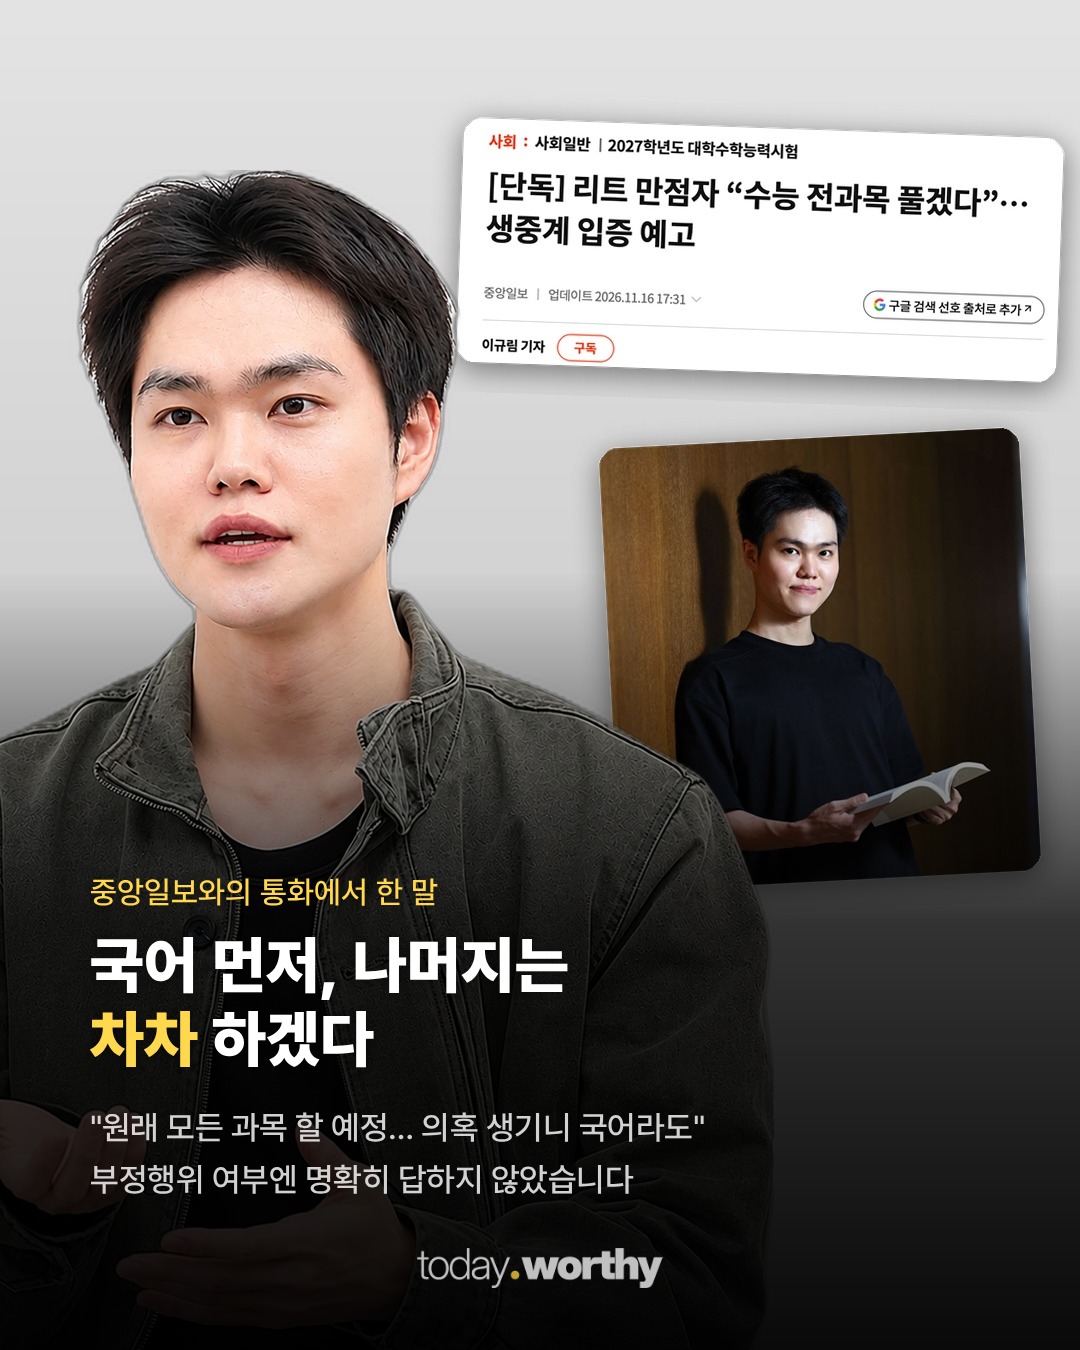 사회 : 사회일반 | 2027학년도 대학수학능력시험
[단독] 리트 만점자 “수능 전과목 풀겠다”…
생중계 입증 예고
중앙일보 | 업데이트 2026.11.16 17:31
구글 검색 선호 출처로 추가
이규림 기자 구독
중앙일보와의 통화에서 한 말
국어 먼저, 나머지는
차차 하겠다
"원래 모든 과목 할 예정... 의혹 생기니 국어라도"
부정행위 여부엔 명확히 답하지 않았습니다
today.worthy